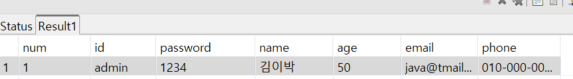 Status Result1
num id password name age email phone
1 1 admin 1234 김이박 50 java@tmail... 010-000-00...